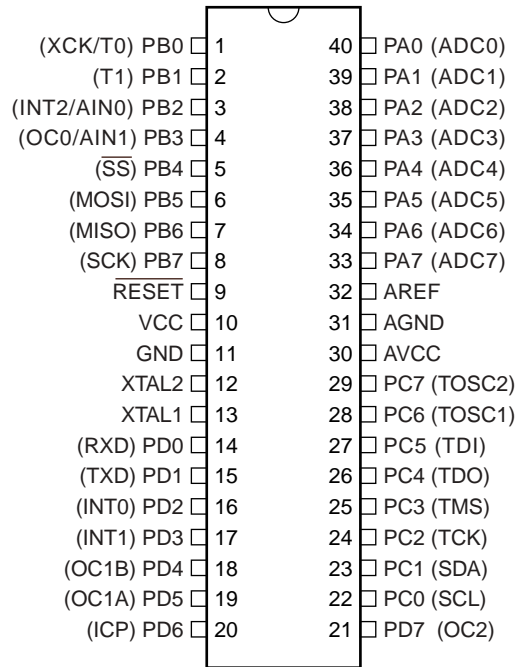 (XCK/T0) PB0 1 40 PA0 (ADC0)
(T1) PB1 2 39 PA1 (ADC1)
(INT2/AIN0) PB2 3 38 PA2 (ADC2)
(OC0/AIN1) PB3 4 37 PA3 (ADC3)
(SS) PB4 5 36 PA4 (ADC4)
(MOSI) PB5 6 35 PA5 (ADC5)
(MISO) PB6 7 34 PA6 (ADC6)
(SCK) PB7 8 33 PA7 (ADC7)
RESET 9 32 AREF
VCC 10 31 AGND
GND 11 30 AVCC
XTAL2 12 29 PC7 (TOSC2)
XTAL1 13 28 PC6 (TOSC1)
(RXD) PD0 14 27 PC5 (TDI)
(TXD) PD1 15 26 PC4 (TDO)
(INT0) PD2 16 25 PC3 (TMS)
(INT1) PD3 17 24 PC2 (TCK)
(OC1B) PD4 18 23 PC1 (SDA)
(OC1A) PD5 19 22 PC0 (SCL)
(ICP) PD6 20 21 PD7 (OC2)